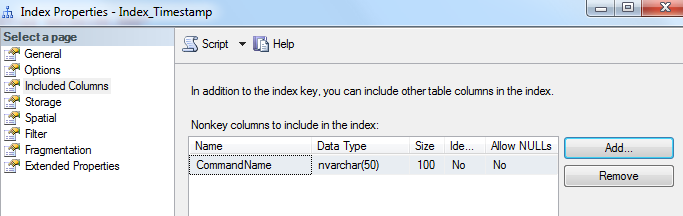 Index Properties - Index_Timestamp
Select a page
General
Options
Included Columns
Storage
Spatial
Filter
Fragmentation
Extended Properties
Script Help
In addition to the index key, you can include other table columns in the index.
Nonkey columns to include in the index:
Name Data Type Size Ide... Allow NULLs
CommandName nvarchar(50) 100 No No
Add...
Remove